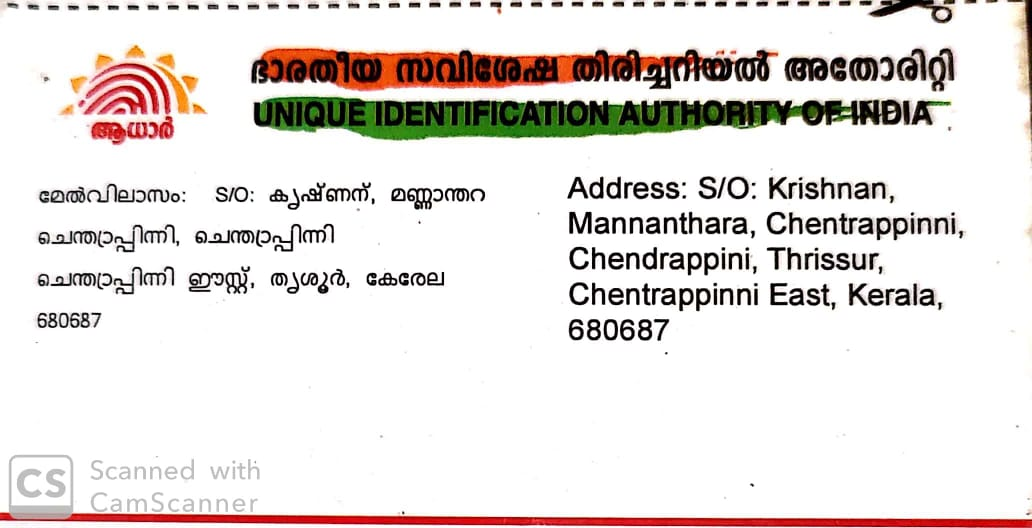 ഭാരതീയ സവിശേഷ തിരിച്ചറിയൽ അതോരിറ്റി
UNIQUE IDENTIFICATION AUTHORITY OF INDIA
ആധാർ
മേൽവിലാസം: S/O: കൃഷ്ണന്, മണ്ണാന്തറ
ചെന്ത്രാപ്പിന്നി, ചെന്ത്രാപ്പിന്നി
ചെന്ത്രാപ്പിന്നി ഈസ്റ്റ്, തൃശൂർ, കേരേല
680687
Address: S/O: Krishnan,
Mannanthara, Chentrappinni,
Chendrappini, Thrissur,
Chentrappinni East, Kerala,
680687
CS Scanned with
CamScanner